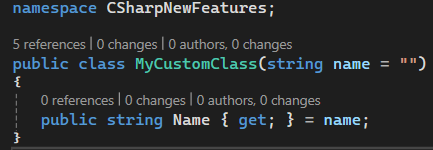 namespace CSharpNewFeatures;
5 references | 0 changes | 0 authors, 0 changes
public class MyCustomClass(string name = "")
{
0 references | 0 changes | 0 authors, 0 changes
public string Name { get; } = name;
}